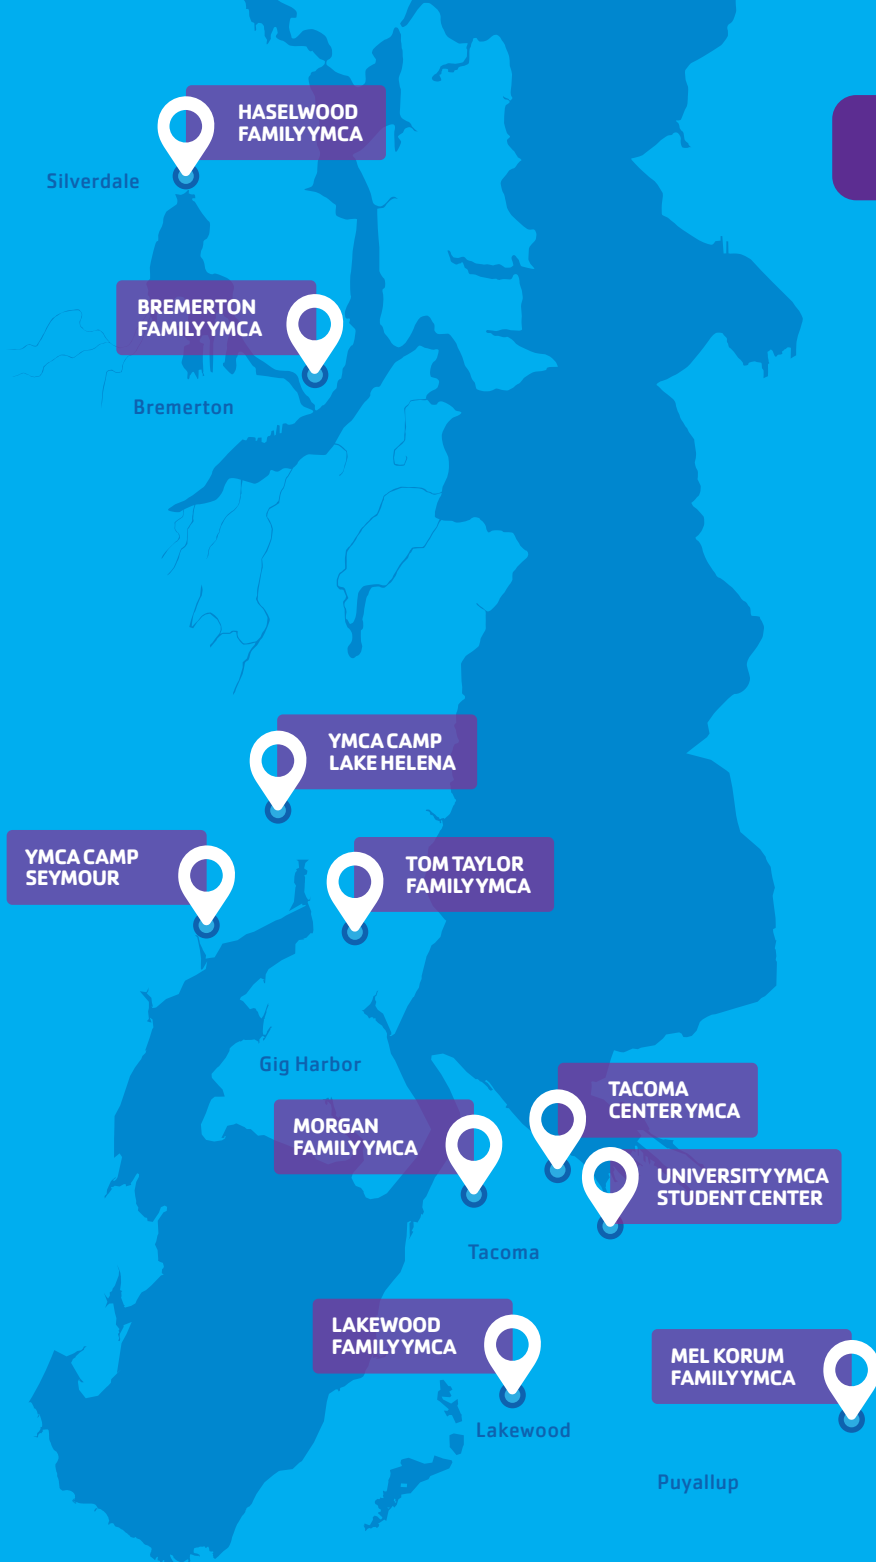 HASELWOOD
FAMILY YMCA
Silverdale
BREMERTON
FAMILY YMCA
Bremerton
YMCA CAMP
LAKE HELENA
YMCA CAMP
SEYMOUR
TOM TAYLOR
FAMILY YMCA
Gig Harbor
TACOMA
CENTER YMCA
MORGAN
FAMILY YMCA
UNIVERSITY YMCA
STUDENT CENTER
Tacoma
LAKEWOOD
FAMILY YMCA
MEL KORUM
FAMILY YMCA
Lakewood
Puyallup